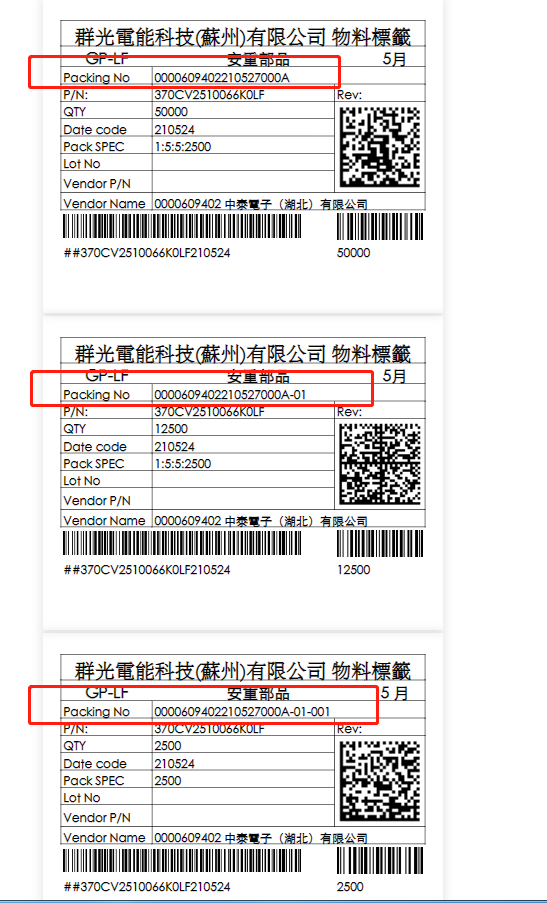 群光電能科技(蘇州)有限公司 物料標籤
GP-LF 安重部品 5月
Packing No 0000609402210527000A
P/N: 370CV2510066K0LF Rev:
QTY 50000
Date code 210524
Pack SPEC 1:5:5:2500
Lot No
Vendor P/N
Vendor Name 0000609402 中泰電子（湖北）有限公司
##370CV2510066K0LF210524 50000
群光電能科技(蘇州)有限公司 物料標籤
GP-LF 安重部品 5月
Packing No 0000609402210527000A-01
P/N: 370CV2510066K0LF Rev:
QTY 12500
Date code 210524
Pack SPEC 1:5:5:2500
Lot No
Vendor P/N
Vendor Name 0000609402 中泰電子（湖北）有限公司
##370CV2510066K0LF210524 12500
群光電能科技(蘇州)有限公司 物料標籤
GP-LF 安重部品 5 月
Packing No 0000609402210527000A-01-001
P/N: 370CV2510066K0LF Rev:
QTY 2500
Date code 210524
Pack SPEC 2500
Lot No
Vendor P/N
Vendor Name 0000609402 中泰電子（湖北）有限公司
##370CV2510066K0LF210524 2500